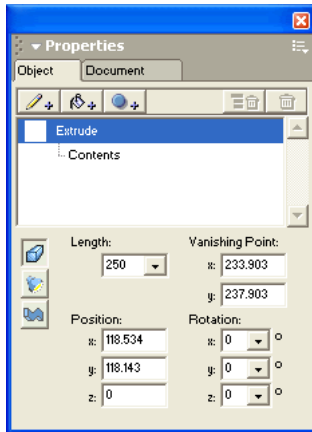 Properties
Object Document
Extrude
Contents
Length: Vanishing Point:
250 x: 233.903
y: 237.903
Position: Rotation:
x: 118.534 x: 0 °
y: 118.143 y: 0 °
z: 0 z: 0 °